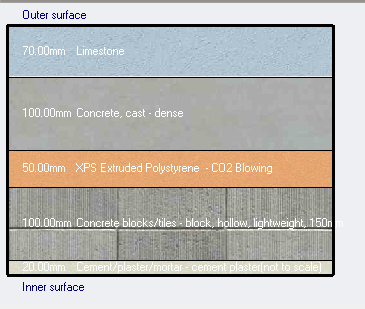 Outer surface
70.00mm Limestone
100.00mm Concrete, cast - dense
50.00mm XPS Extruded Polystyrene - CO2 Blowing
100.00mm Concrete blocks/tiles - block, hollow, lightweight, 150mm
20.00mm Cement/plaster/mortar - cement plaster(not to scale)
Inner surface